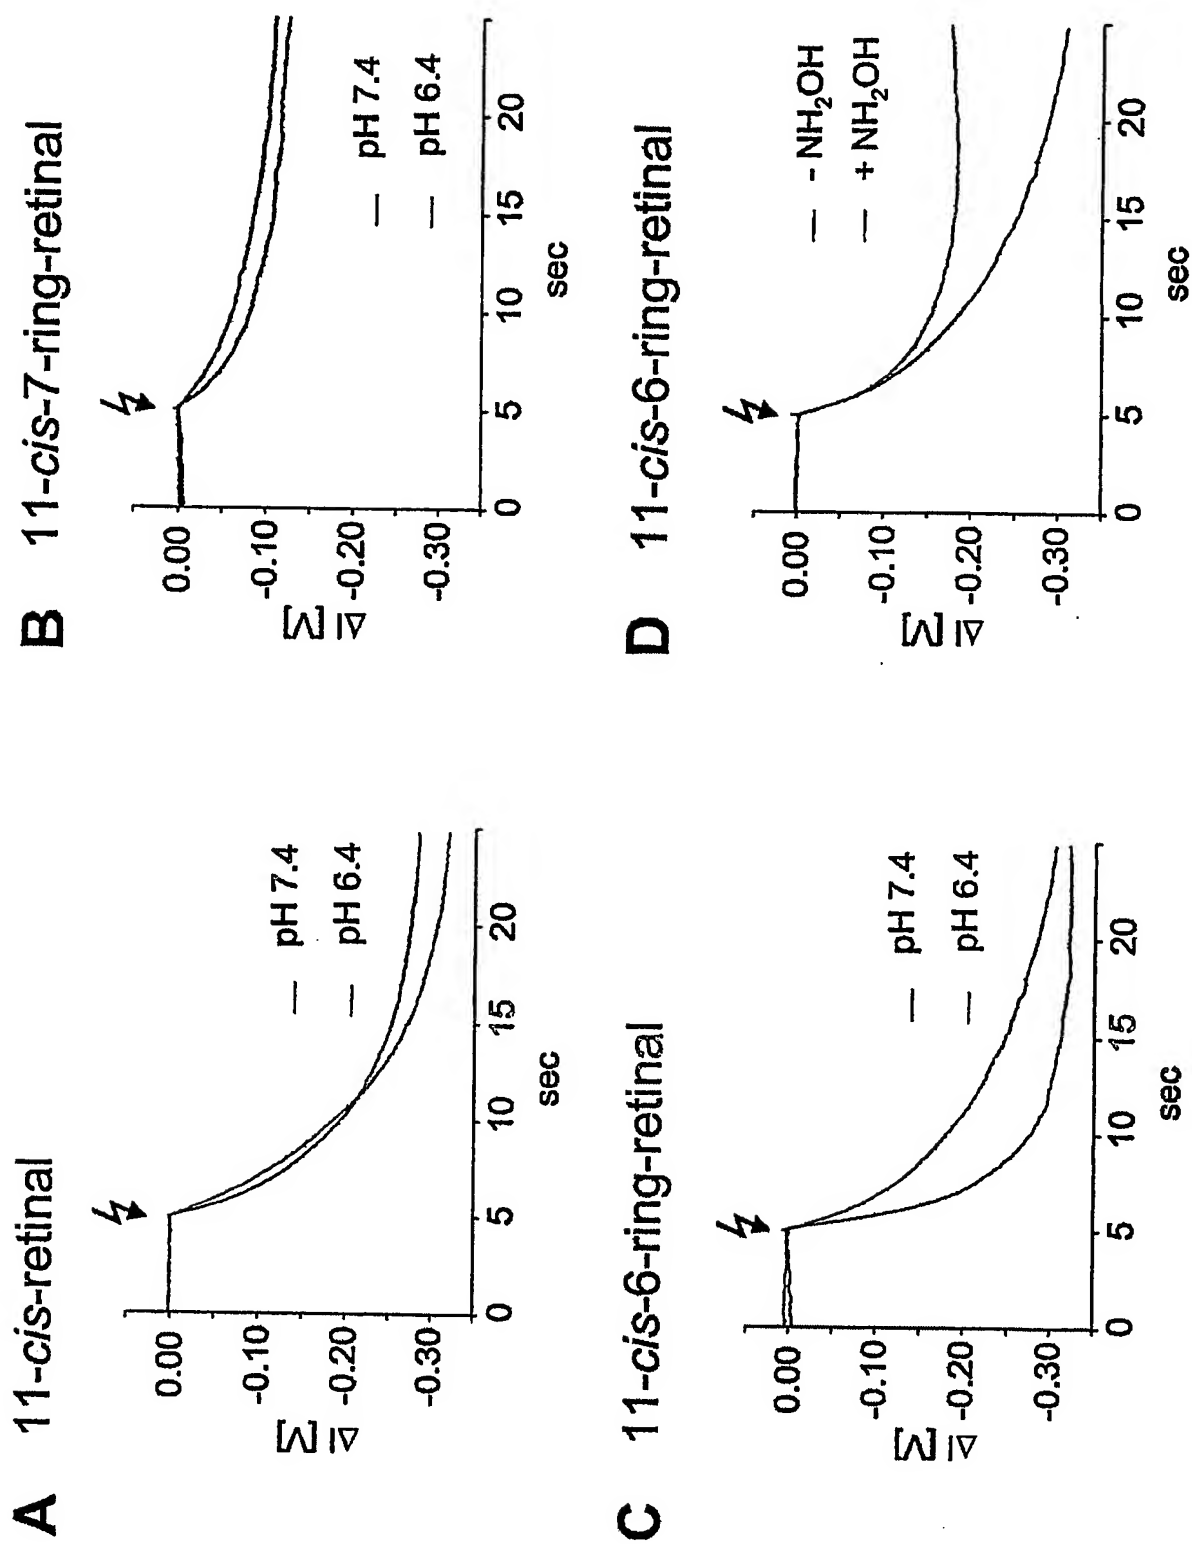 A 11-cis-retinal
0.00
-0.10
-0.20
-0.30
ΔI [V]
pH 7.4
pH 6.4
0 5 10 15 20
sec
B 11-cis-7-ring-retinal
0.00
-0.10
-0.20
-0.30
ΔI [V]
pH 7.4
pH 6.4
0 5 10 15 20
sec
C 11-cis-6-ring-retinal
0.00
-0.10
-0.20
-0.30
ΔI [V]
pH 7.4
pH 6.4
0 5 10 15 20
sec
D 11-cis-6-ring-retinal
0.00
-0.10
-0.20
-0.30
ΔI [V]
- NH₂OH
+ NH₂OH
0 5 10 15 20
sec